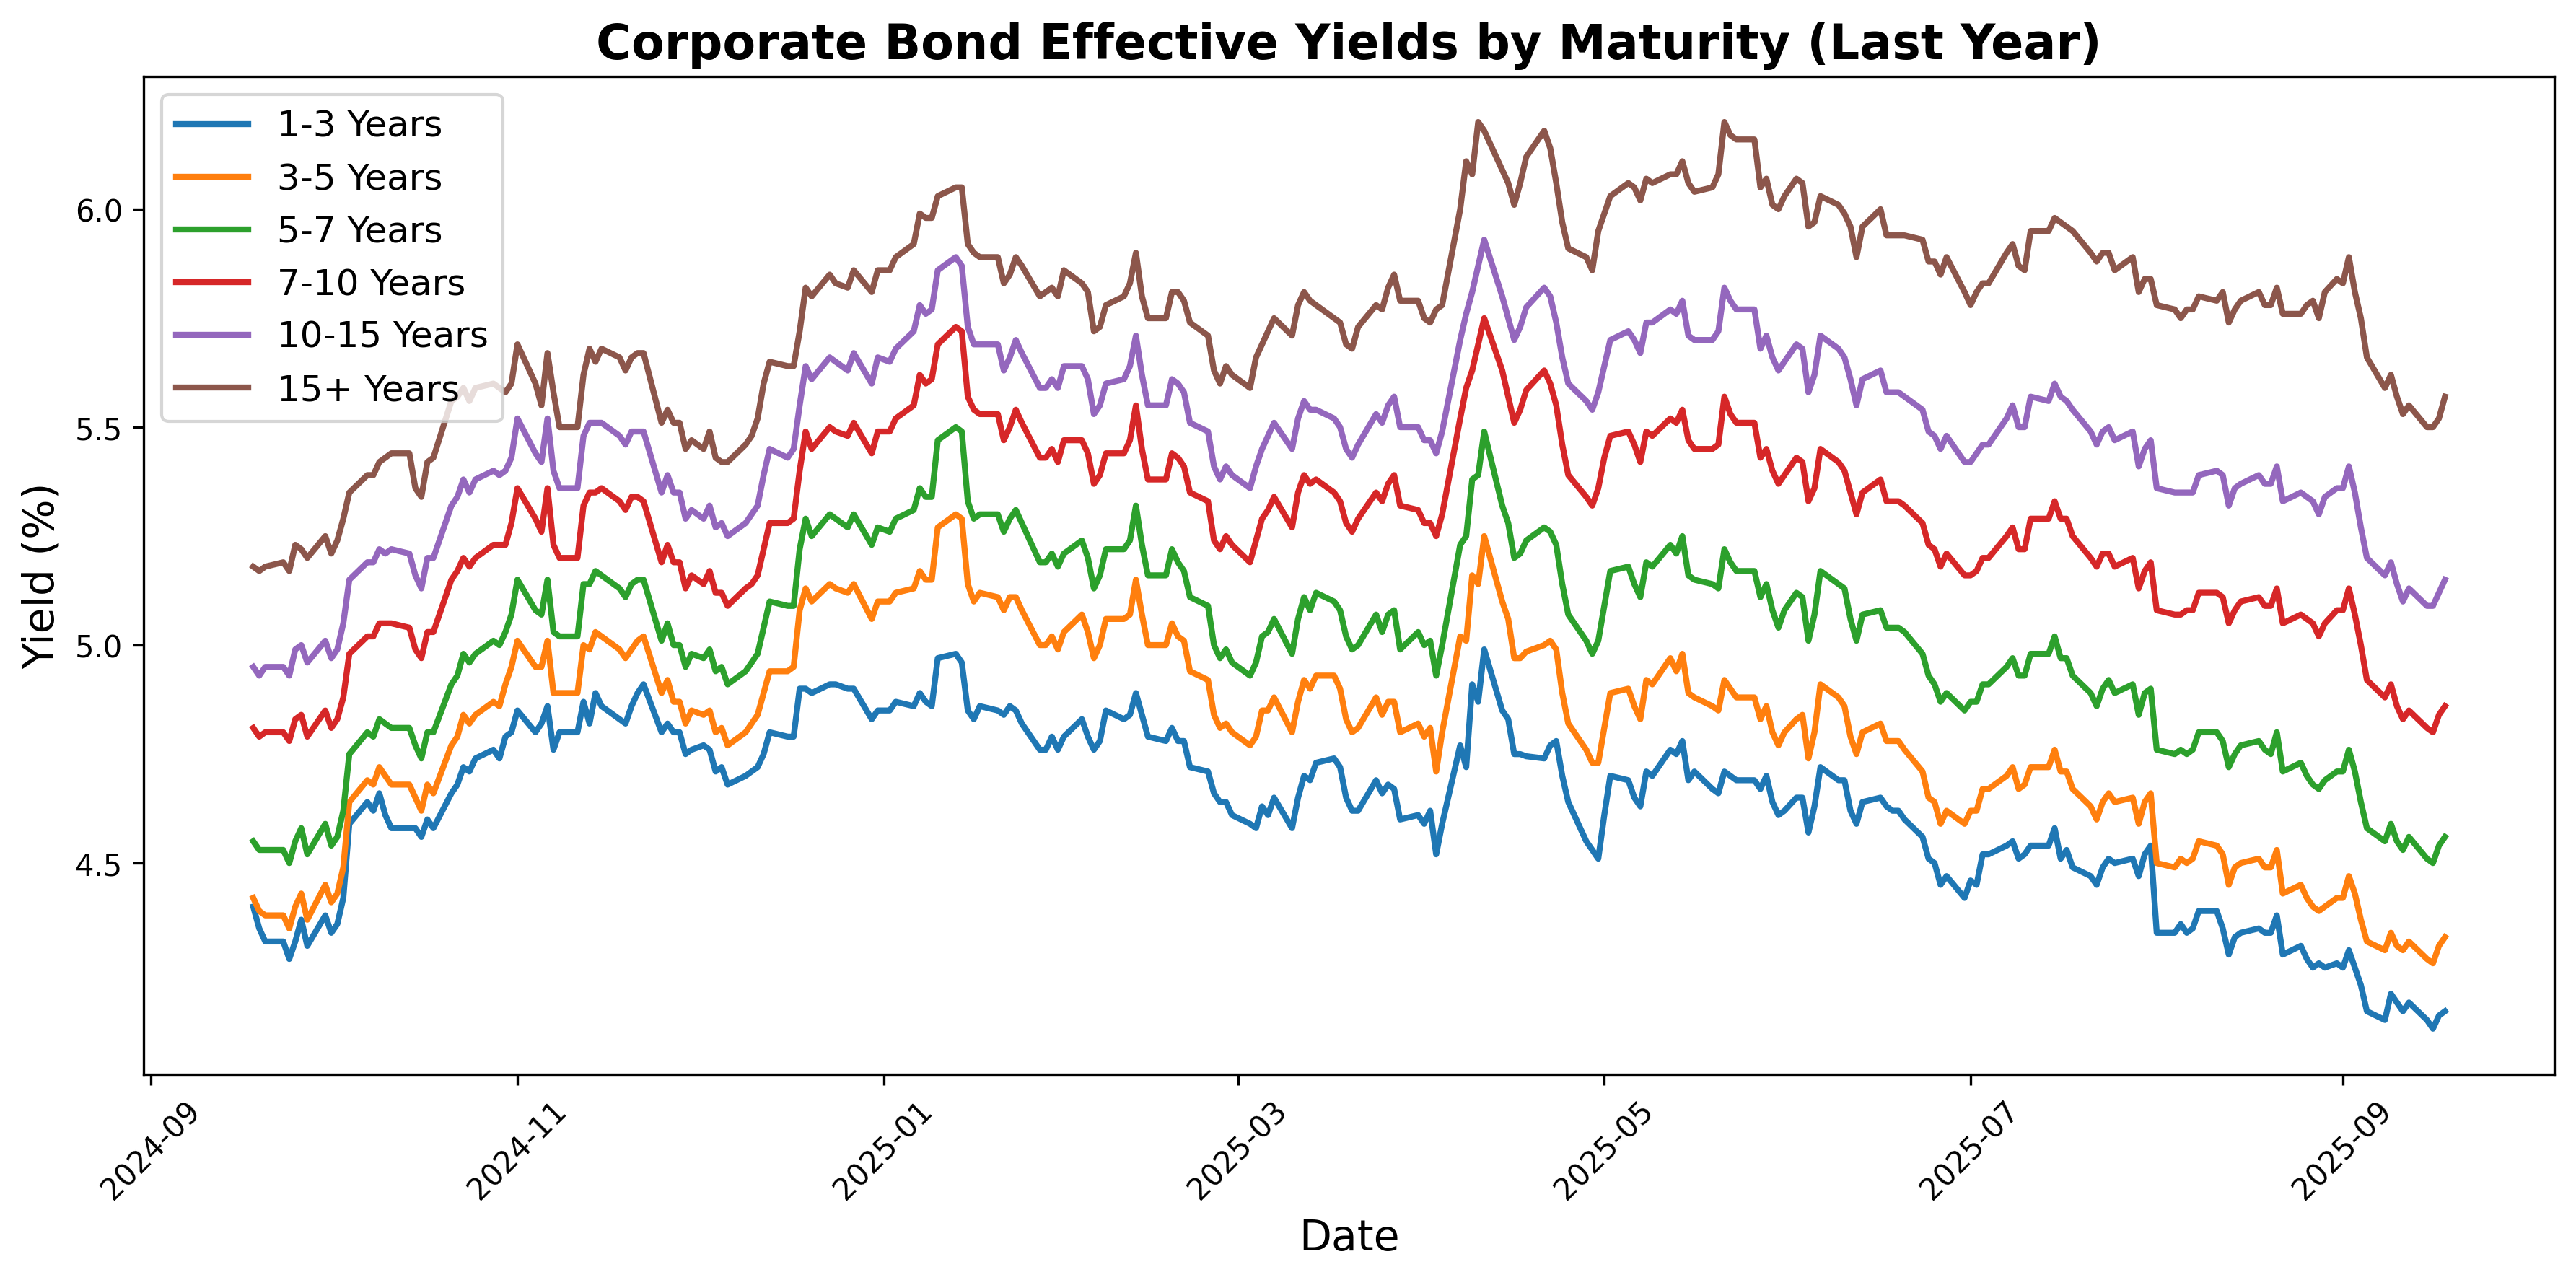 Corporate Bond Effective Yields by Maturity (Last Year)
1-3 Years
3-5 Years
5-7 Years
7-10 Years
10-15 Years
15+ Years
Yield (%)
6.0
5.5
5.0
4.5
2024-09
2024-11
2025-01
2025-03
2025-05
2025-07
2025-09
Date